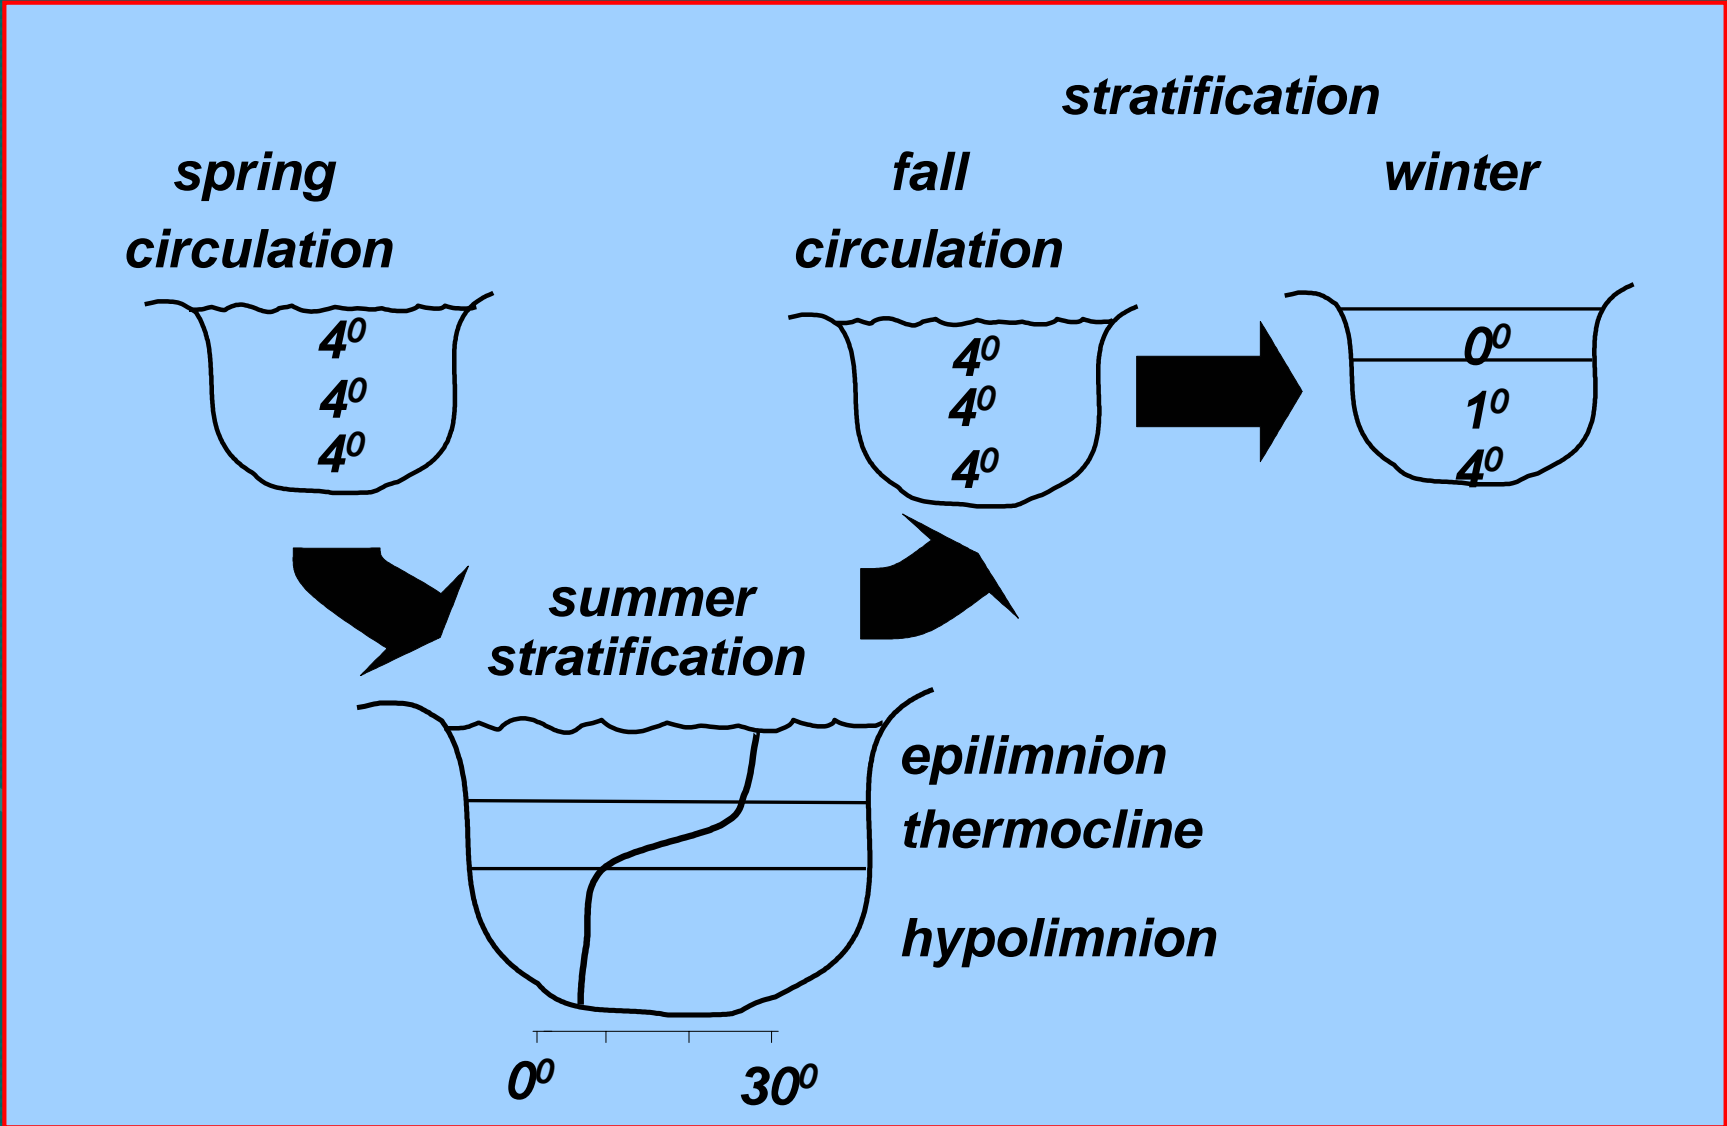 stratification
spring
fall
winter
circulation
circulation
4⁰
4⁰
4⁰
4⁰
4⁰
4⁰
0⁰
1⁰
4⁰
summer
stratification
epilimnion
thermocline
hypolimnion
0⁰
30⁰